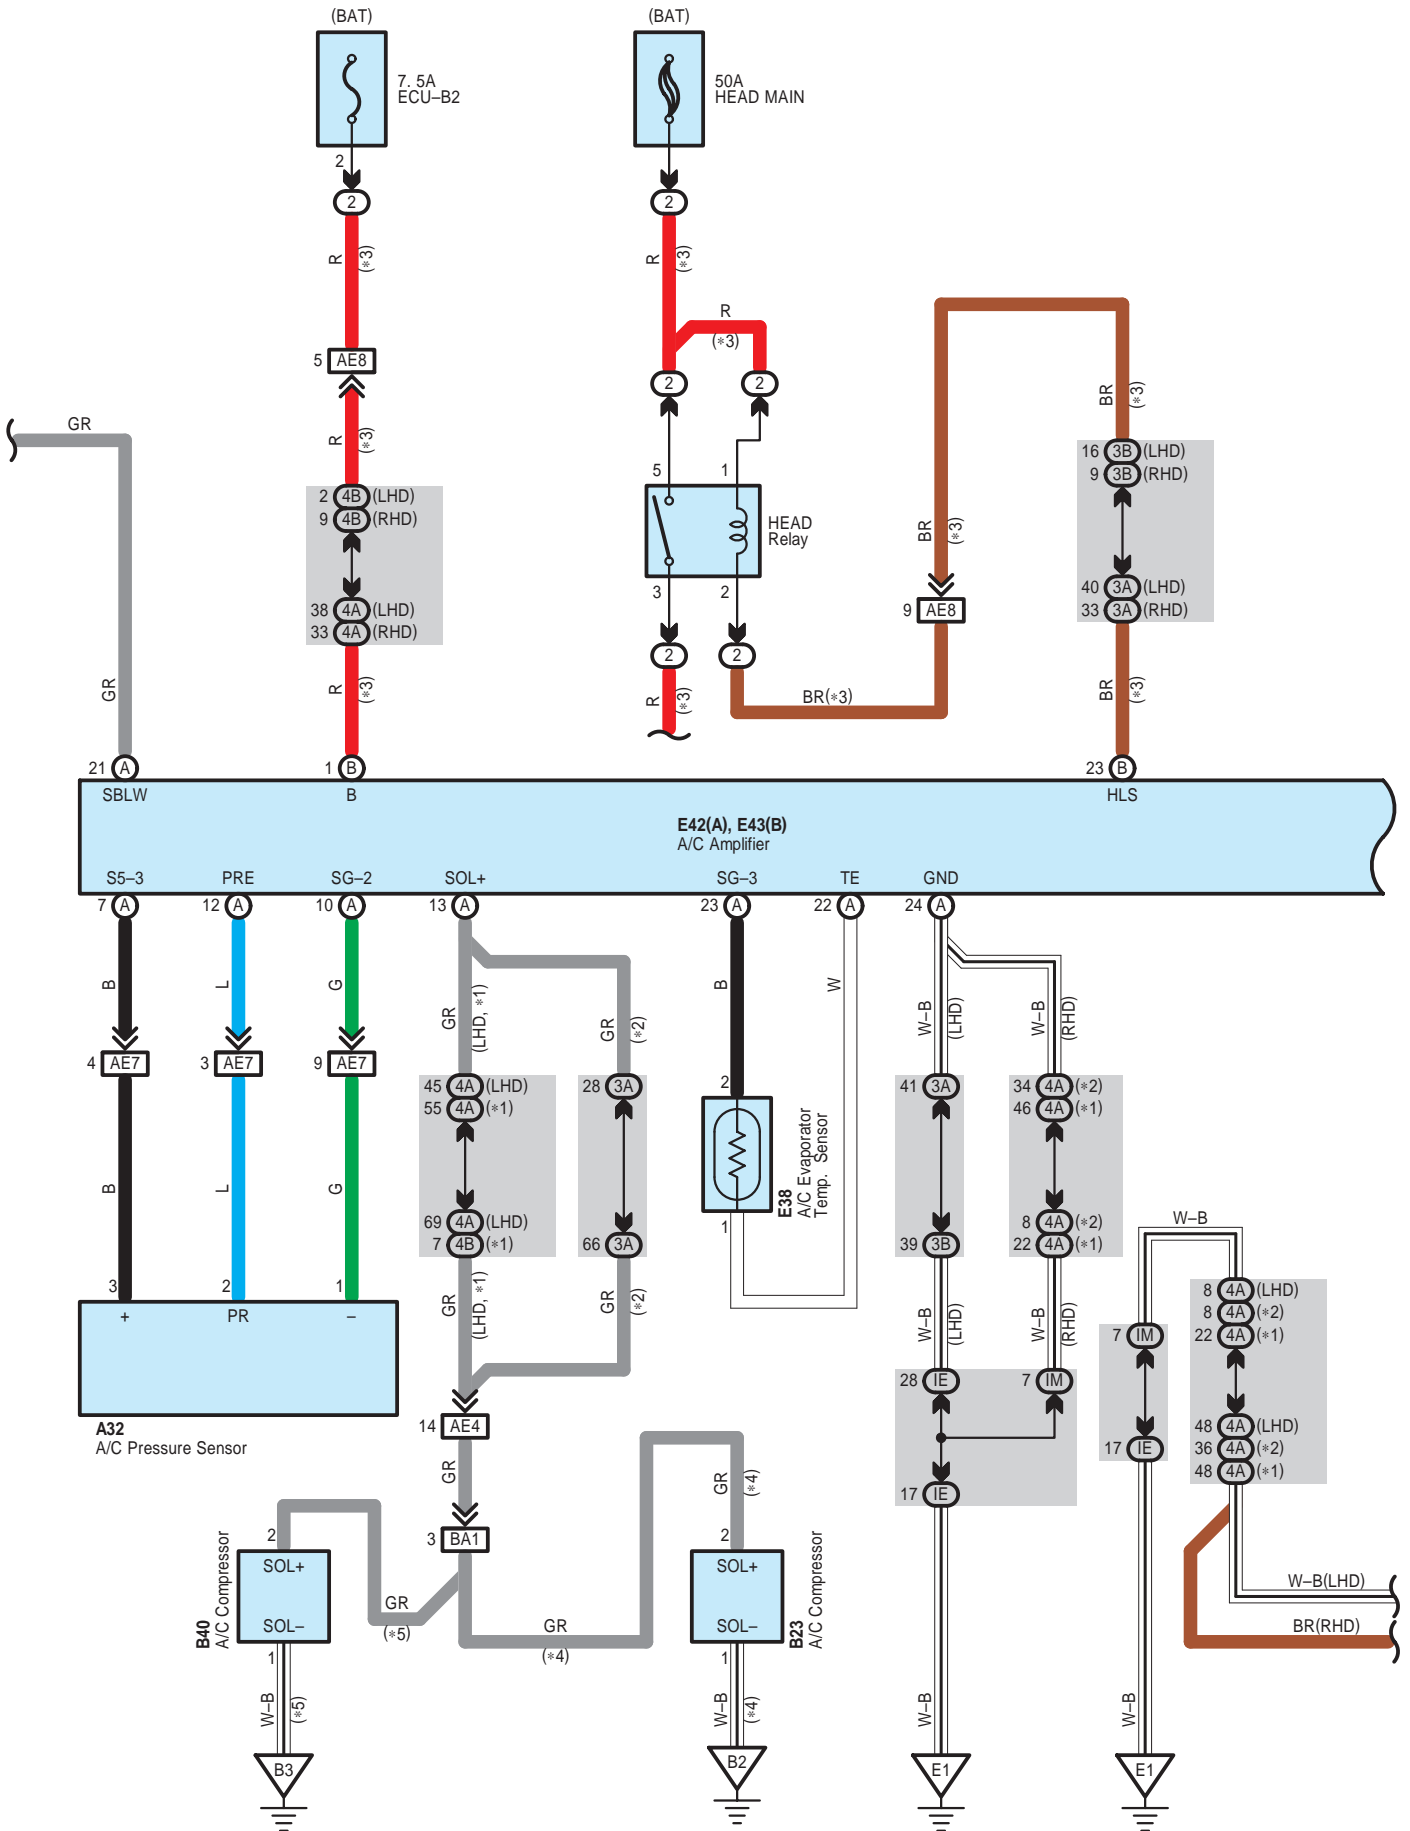 (BAT)
(BAT)
7. 5A
ECU–B2
50A
HEAD MAIN
2
2
2
R
(∗3)
R
(∗3)
R
(∗3)
5 AE8
2
2
GR
R
(∗3)
BR
(∗3)
16 3B (LHD)
9 3B (RHD)
5
1
2 4B (LHD)
9 4B (RHD)
HEAD
Relay
BR
(∗3)
40 3A (LHD)
33 3A (RHD)
3
2
9 AE8
38 4A (LHD)
33 4A (RHD)
2
2
GR
R
(∗3)
R
(∗3)
BR(∗3)
BR
(∗3)
21 A
1 B
23 B
SBLW
B
HLS
E42(A), E43(B)
A/C Amplifier
S5–3
PRE
SG–2
SOL+
SG–3
TE
GND
7 A
12 A
10 A
13 A
23 A
22 A
24 A
B
L
G
GR
(LHD, ∗1)
GR
(∗2)
B
W
W–B
(LHD)
W–B
(RHD)
4 AE7
3 AE7
9 AE7
45 4A (LHD)
55 4A (∗1)
28 3A
2
41 3A
34 4A (∗2)
46 4A (∗1)
B
L
G
E38
A/C Evaporator
Temp. Sensor
69 4A (LHD)
7 4B (∗1)
66 3A
1
39 3B
8 4A (∗2)
22 4A (∗1)
W–B
3
2
1
GR
(LHD, ∗1)
GR
(∗2)
W–B
(LHD)
W–B
(RHD)
8 4A (LHD)
8 4A (∗2)
22 4A (∗1)
+
PR
–
7 IM
28 IE
7 IM
A32
A/C Pressure Sensor
14 AE4
48 4A (LHD)
36 4A (∗2)
48 4A (∗1)
17 IE
GR
GR
(∗4)
17 IE
2
3 BA1
2
B40
A/C Compressor
SOL+
SOL–
GR
(∗5)
GR
(∗4)
SOL+
SOL–
B23
A/C Compressor
W–B(LHD)
BR(RHD)
1
1
W–B
(∗5)
W–B
(∗4)
W–B
W–B
B3
B2
E1
E1